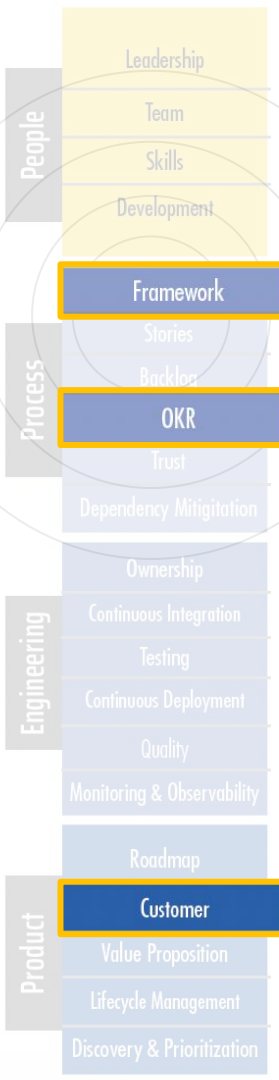 People
Leadership
Team
Skills
Development
Process
Framework
Stories
Backlog
OKR
Trust
Dependency Mitigitation
Engineering
Ownership
Continuous Integration
Testing
Continuous Deployment
Quality
Monitoring & Observability
Product
Roadmap
Customer
Value Proposition
Lifecycle Management
Discovery & Prioritization